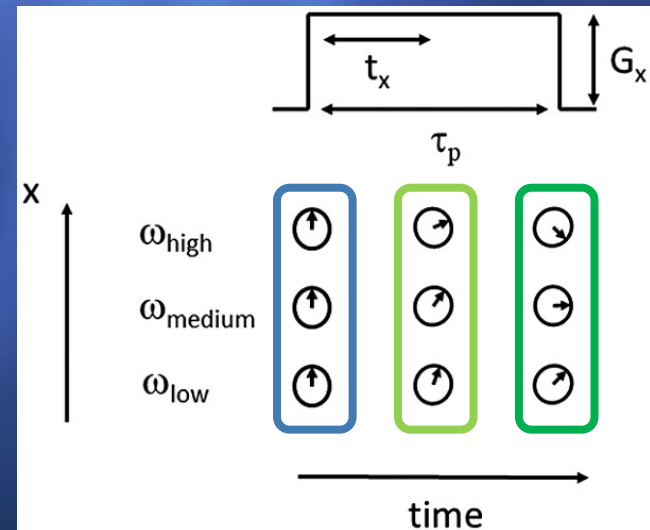 Gₓ
tₓ
τₚ
x
ωhigh
ωmedium
ωlow
time